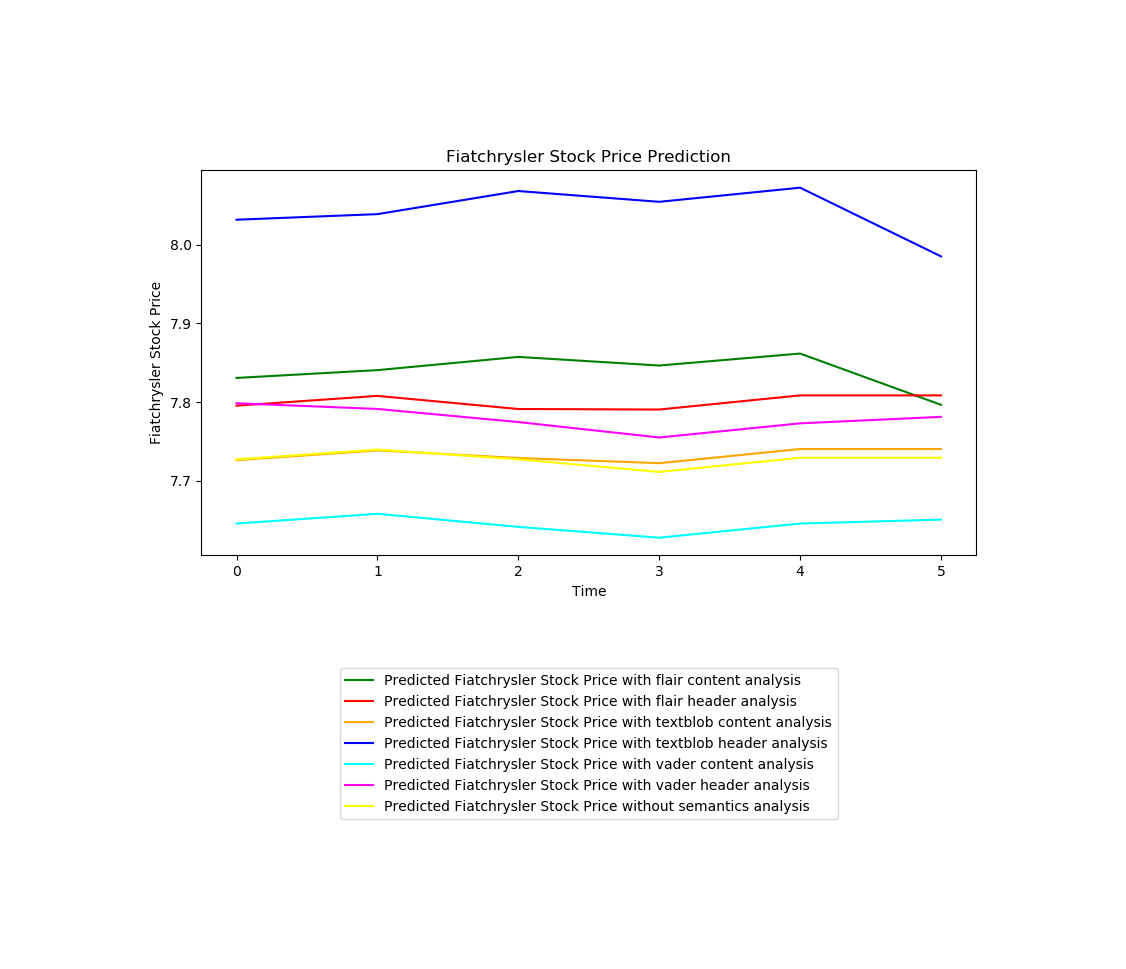 Fiatchrysler Stock Price Prediction
Fiatchrysler Stock Price
8.0
7.9
7.8
7.7
0 1 2 3 4 5
Time
Predicted Fiatchrysler Stock Price with flair content analysis
Predicted Fiatchrysler Stock Price with flair header analysis
Predicted Fiatchrysler Stock Price with textblob content analysis
Predicted Fiatchrysler Stock Price with textblob header analysis
Predicted Fiatchrysler Stock Price with vader content analysis
Predicted Fiatchrysler Stock Price with vader header analysis
Predicted Fiatchrysler Stock Price without semantics analysis